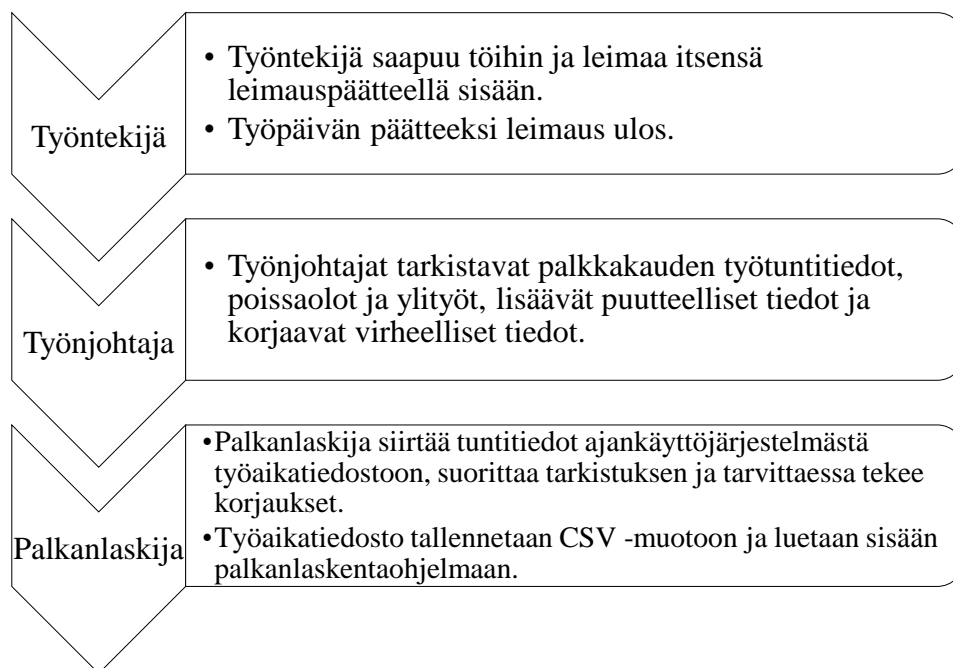 Työntekijä
• Työntekijä saapuu töihin ja leimaa itsensä
leimauspäätteellä sisään.
• Työpäivän päätteeksi leimaus ulos.
Työnjohtaja
• Työnjohtajat tarkistavat palkkakauden työtuntitiedot,
poissaolot ja ylityöt, lisäävät puutteelliset tiedot ja
korjaavat virheelliset tiedot.
Palkanlaskija
•Palkanlaskija siirtää tuntitiedot ajankäyttöjärjestelmästä
työaikatiedostoon, suorittaa tarkistuksen ja tarvittaessa tekee
korjaukset.
•Työaikatiedosto tallennetaan CSV -muotoon ja luetaan sisään
palkanlaskentaohjelmaan.